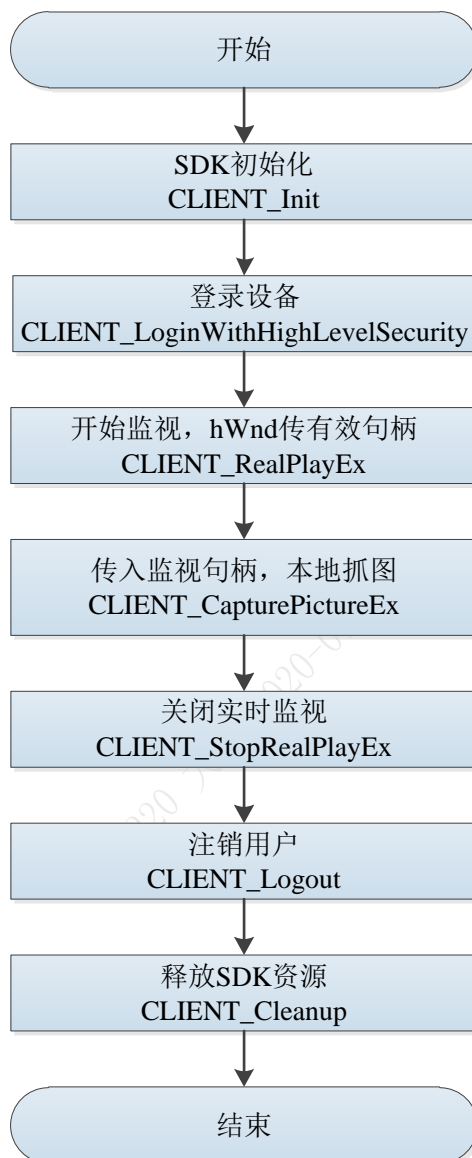 开始
SDK初始化
CLIENT_Init
登录设备
CLIENT_LoginWithHighLevelSecurity
开始监视，hWnd传有效句柄
CLIENT_RealPlayEx
传入监视句柄，本地抓图
CLIENT_CapturePictureEx
关闭实时监视
CLIENT_StopRealPlayEx
注销用户
CLIENT_Logout
释放SDK资源
CLIENT_Cleanup
结束